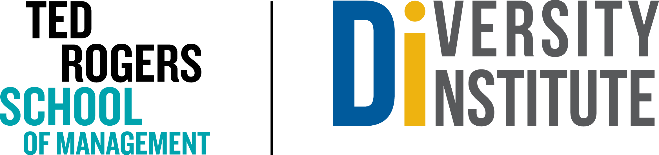 TED
ROGERS
SCHOOL
OF MANAGEMENT
DiVERSITY
INSTITUTE